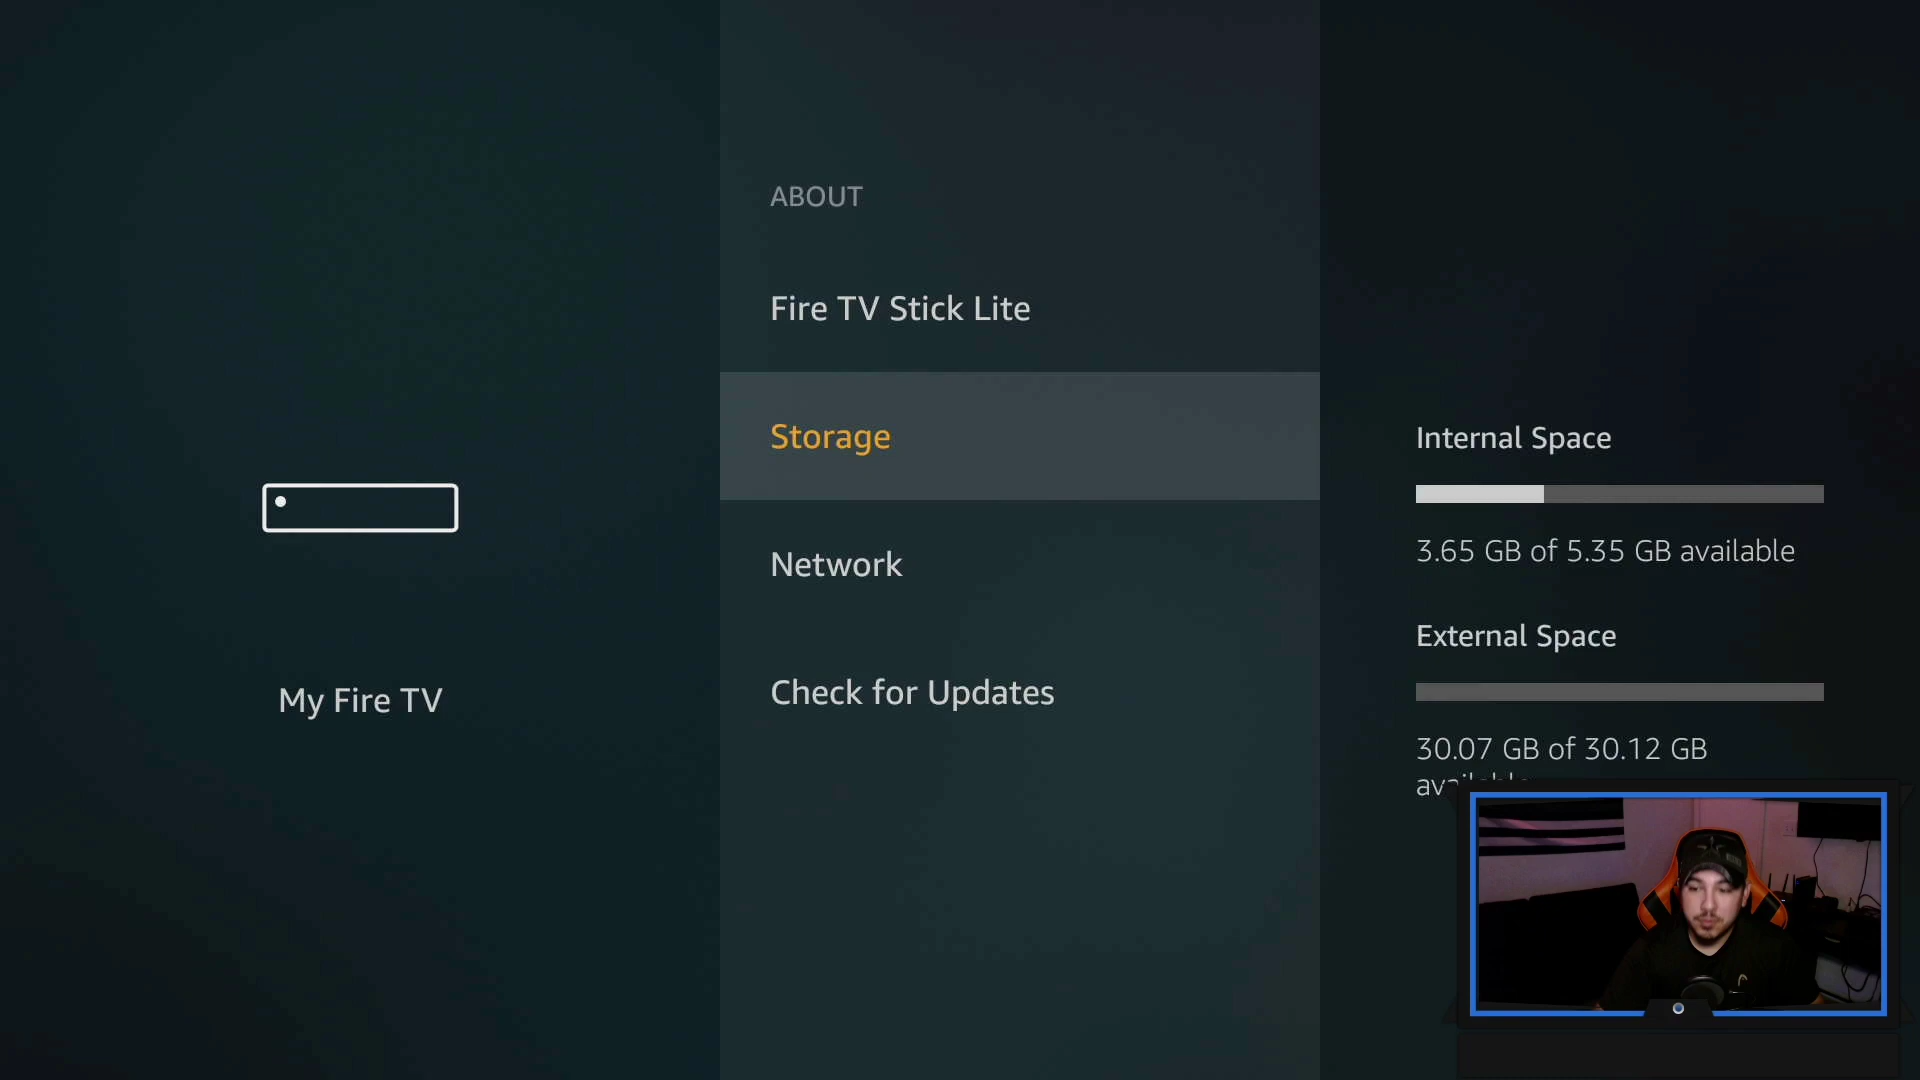 ABOUT
Fire TV Stick Lite
Storage
Network
Check for Updates
My Fire TV
Internal Space
3.65 GB of 5.35 GB available
External Space
30.07 GB of 30.12 GB